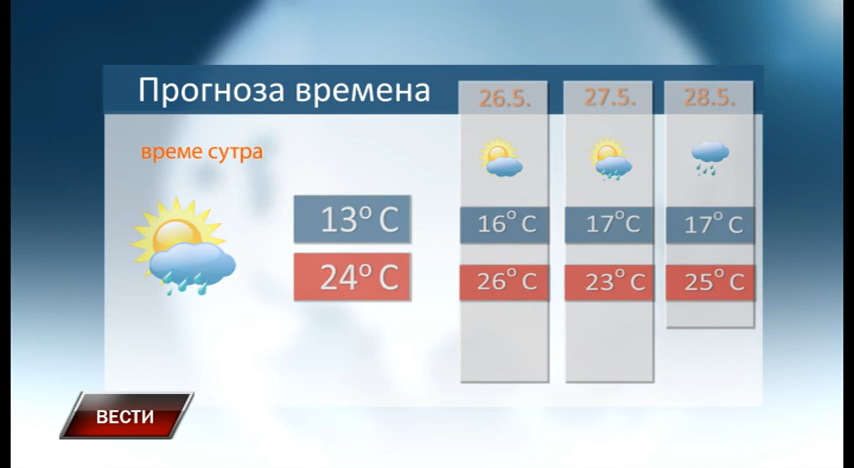 Прогноза времена
време сутра
13° C
24° C
26.5.
16° C
26° C
27.5.
17°C
23° C
28.5.
17° C
25° C
ВЕСТИ